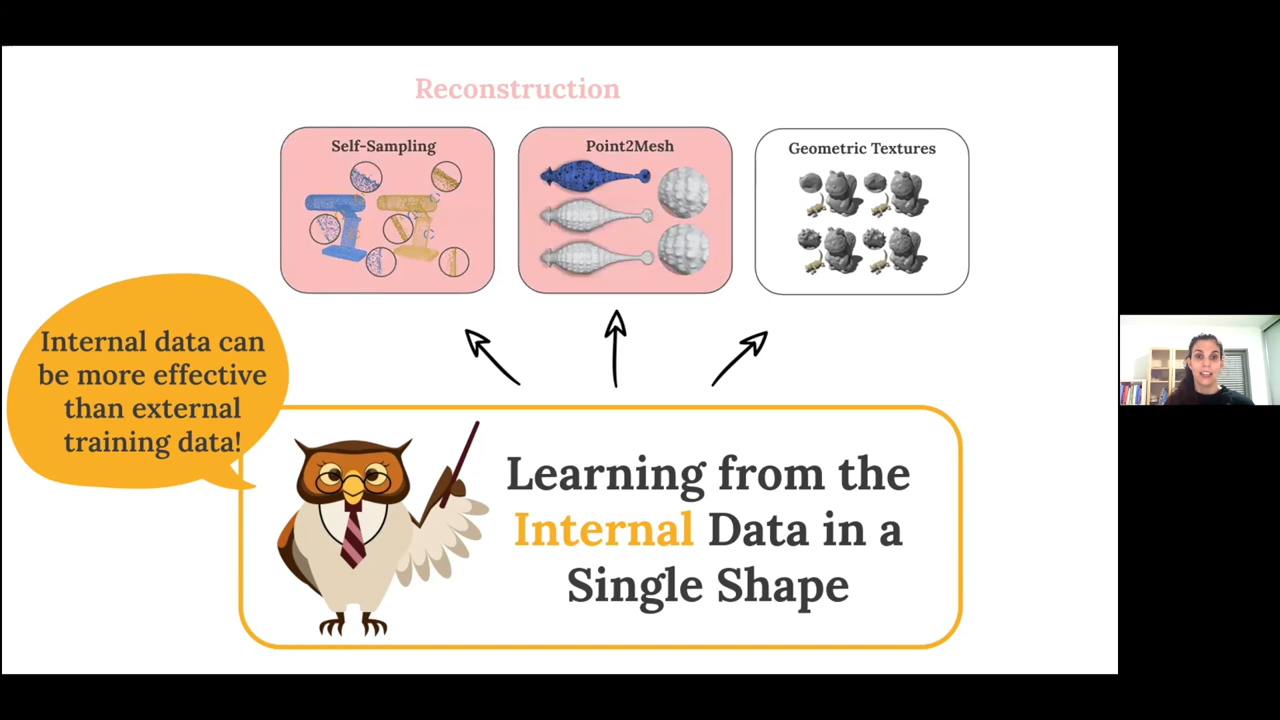 Reconstruction
Self-Sampling
Point2Mesh
Geometric Textures
Internal data can
be more effective
than external
training data!
Learning from the
Internal Data in a
Single Shape